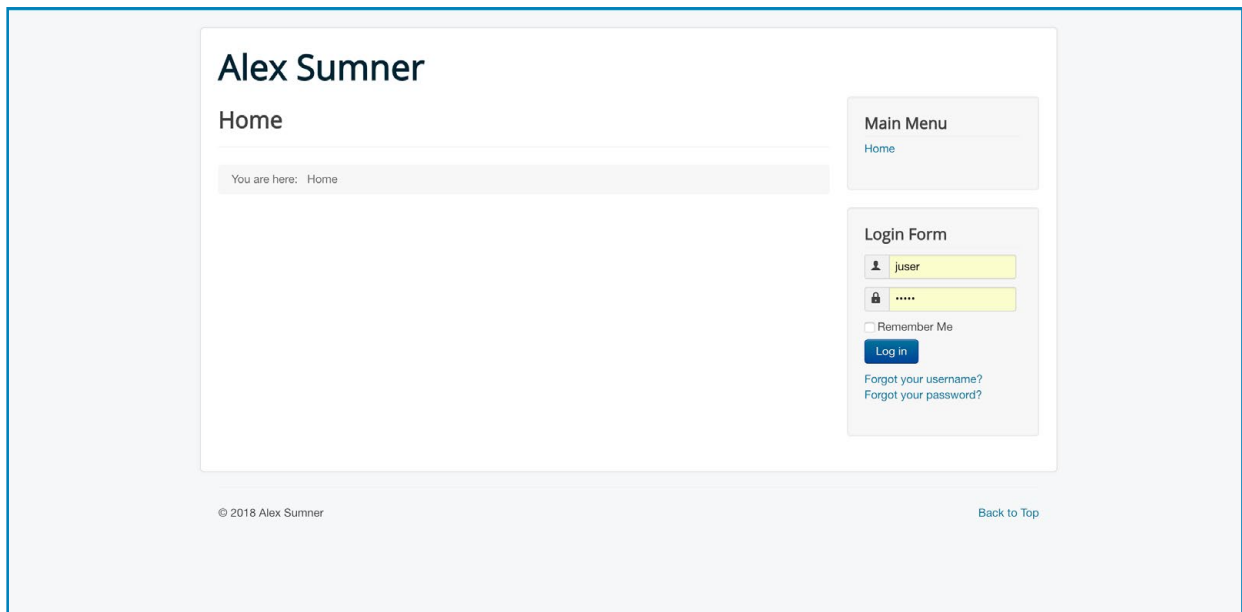 Alex Sumner
Home
You are here: Home
Main Menu
Home
Login Form
juser
•••••
Remember Me
Log in
Forgot your username?
Forgot your password?
© 2018 Alex Sumner
Back to Top